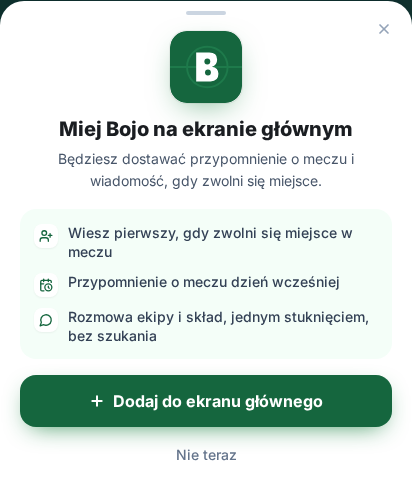 B
Miej Bojo na ekranie głównym
Będziesz dostawać przypomnienie o meczu i
wiadomość, gdy zwolni się miejsce.
Wiesz pierwszy, gdy zwolni się miejsce w
meczu
Przypomnienie o meczu dzień wcześniej
Rozmowa ekipy i skład, jednym stuknięciem,
bez szukania
+ Dodaj do ekranu głównego
Nie teraz